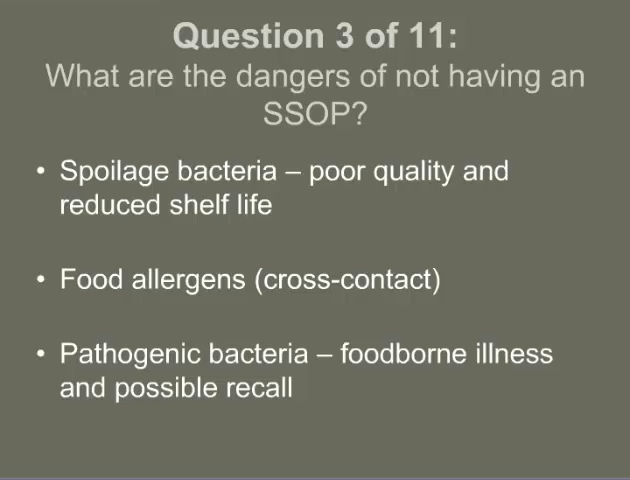 Question 3 of 11:
What are the dangers of not having an
SSOP?
• Spoilage bacteria – poor quality and
reduced shelf life
• Food allergens (cross-contact)
• Pathogenic bacteria – foodborne illness
and possible recall